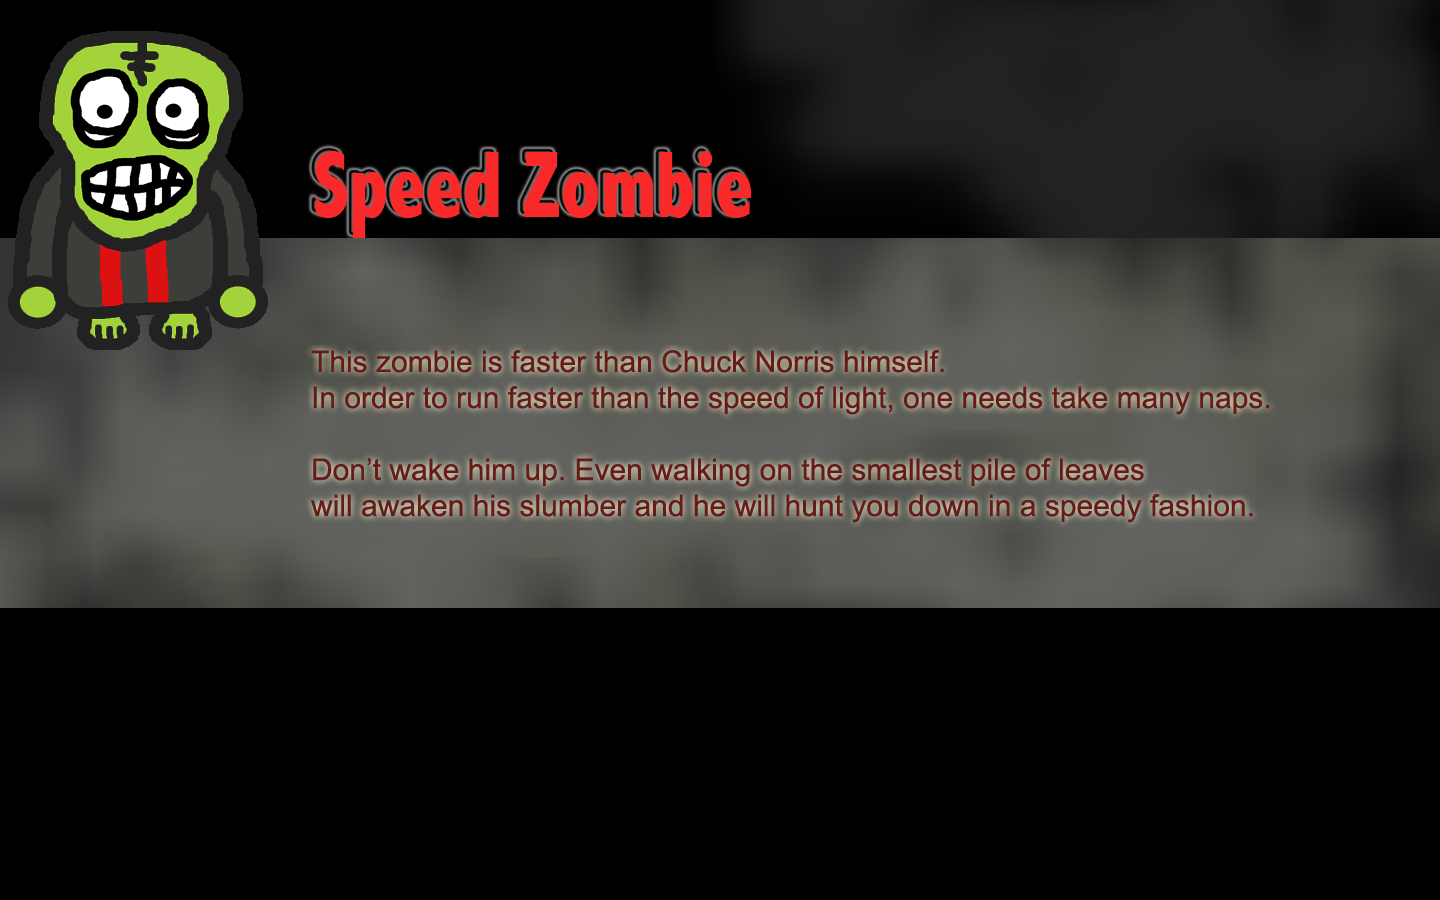 Speed Zombie
This zombie is faster than Chuck Norris himself.
In order to run faster than the speed of light, one needs take many naps.
Don’t wake him up. Even walking on the smallest pile of leaves
will awaken his slumber and he will hunt you down in a speedy fashion.